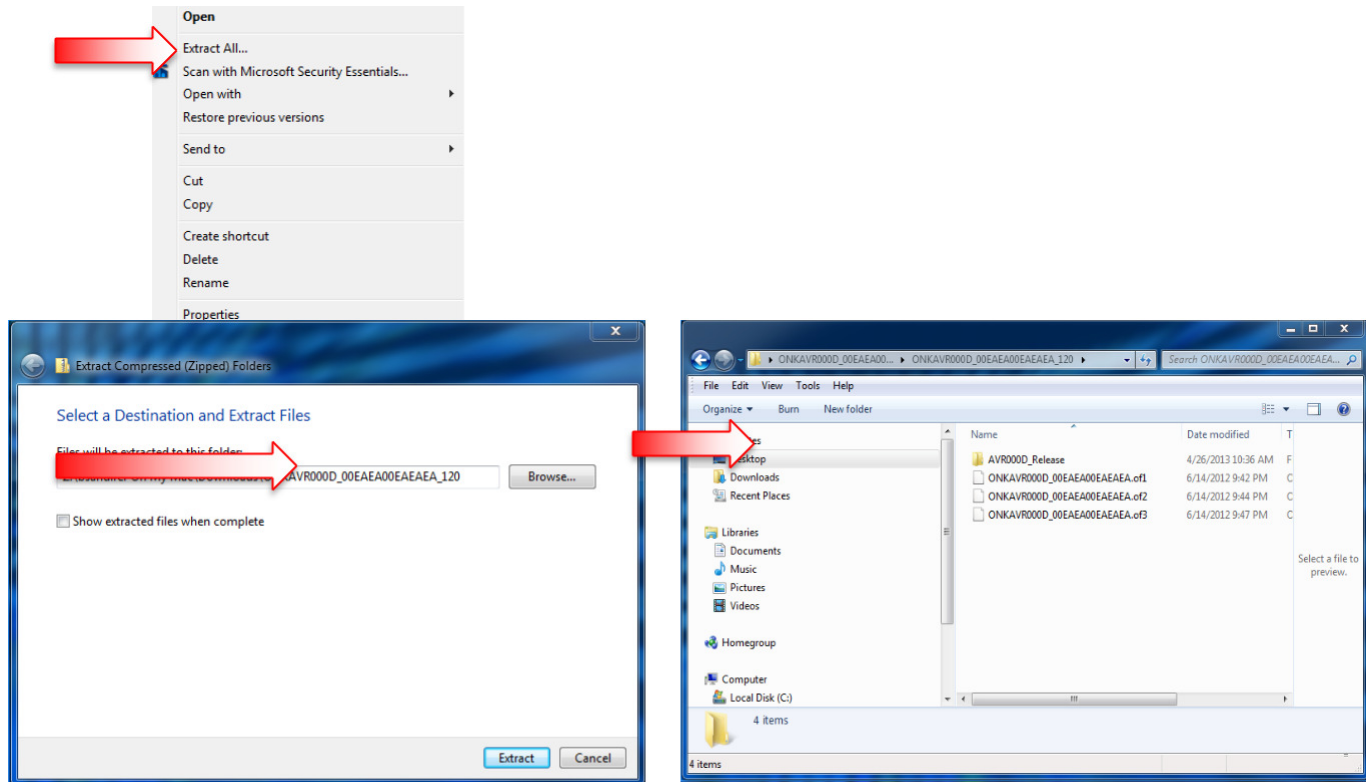 Open
Extract All...
Scan with Microsoft Security Essentials...
Open with
Restore previous versions
Send to
Cut
Copy
Create shortcut
Delete
Rename
Properties
Extract Compressed (Zipped) Folders
Select a Destination and Extract Files
Files will be extracted to this folder:
AVR000D_00EAEA00EAEAEA_120
Browse...
Show extracted files when complete
Extract
Cancel
ONKAVR000D_00EAEA00... ONKAVR000D_00EAEA00EAEAEA_120
Search ONKAVR000D_00EAEA00EAEA...
File Edit View Tools Help
Organize Burn New folder
Name Date modified T
AVR000D_Release 4/26/2013 10:36 AM F
ONKAVR000D_00EAEA00EAEAEA.of1 6/14/2012 9:42 PM C
ONKAVR000D_00EAEA00EAEAEA.of2 6/14/2012 9:44 PM C
ONKAVR000D_00EAEA00EAEAEA.of3 6/14/2012 9:47 PM C
Desktop
Downloads
Recent Places
Libraries
Documents
Music
Pictures
Videos
Homegroup
Computer
Local Disk (C:)
Select a file to
preview.
4 items
4 items